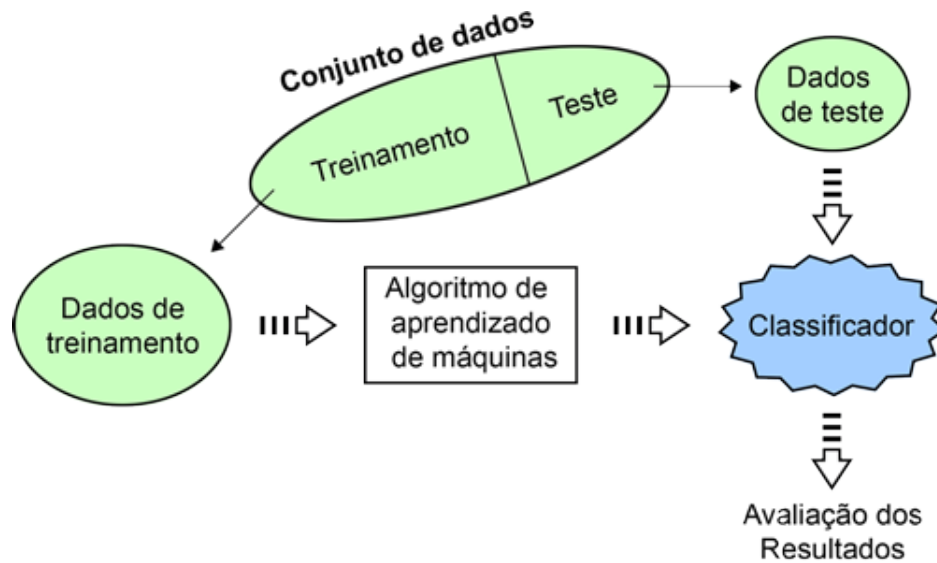 Conjunto de dados
Treinamento
Teste
Dados
de teste
Dados de
treinamento
Algoritmo de
aprendizado
de máquinas
Classificador
Avaliação dos
Resultados